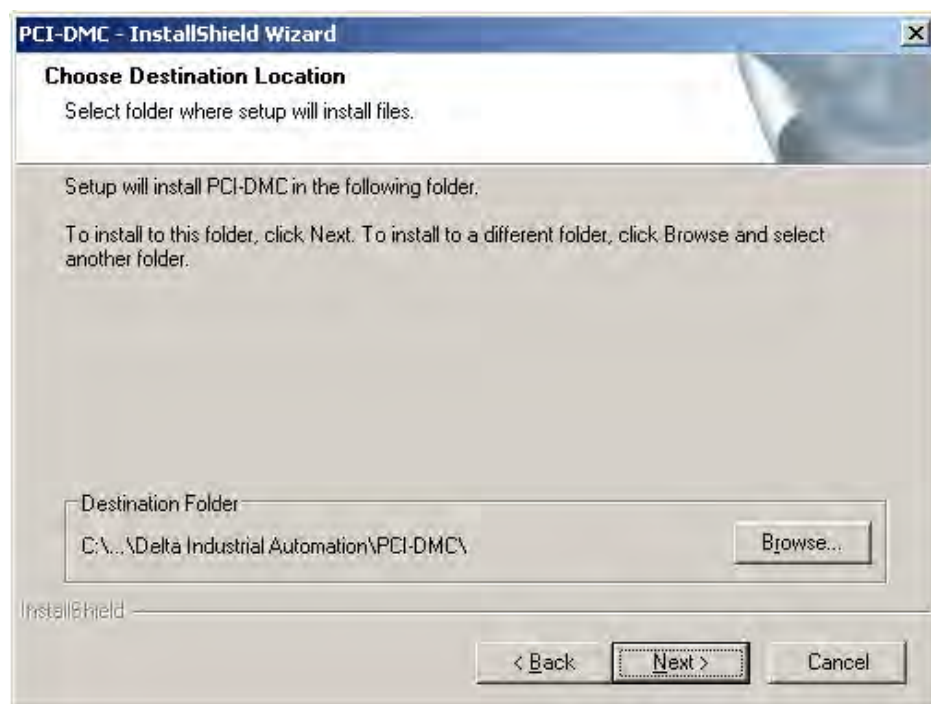 PCI-DMC - InstallShield Wizard
Choose Destination Location
Select folder where setup will install files.
Setup will install PCI-DMC in the following folder.
To install to this folder, click Next. To install to a different folder, click Browse and select
another folder.
Destination Folder
C:\...\Delta Industrial Automation\PCI-DMC\
Browse...
InstallShield
< Back
Next >
Cancel